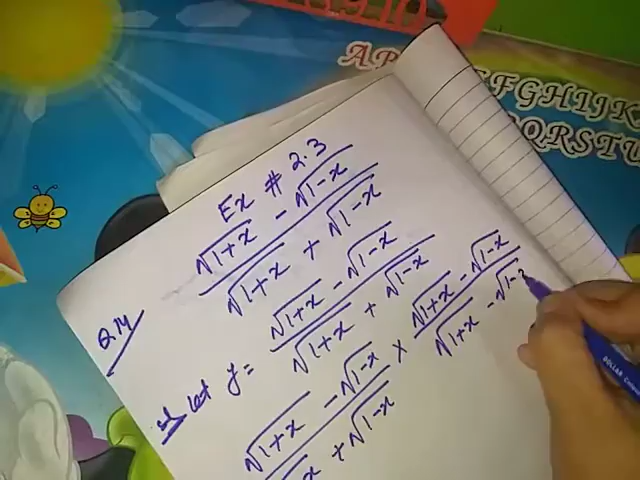 ABC
FGHIJK
QRSTU
Ex # 2.3
Q.14
√1+x - √1-x
√1+x + √1-x
Sol let y = √1+x - √1-x
√1+x + √1-x
√1+x - √1-x × √1+x - √1-x
x + √1-x √1+x - √1-
DOLLAR